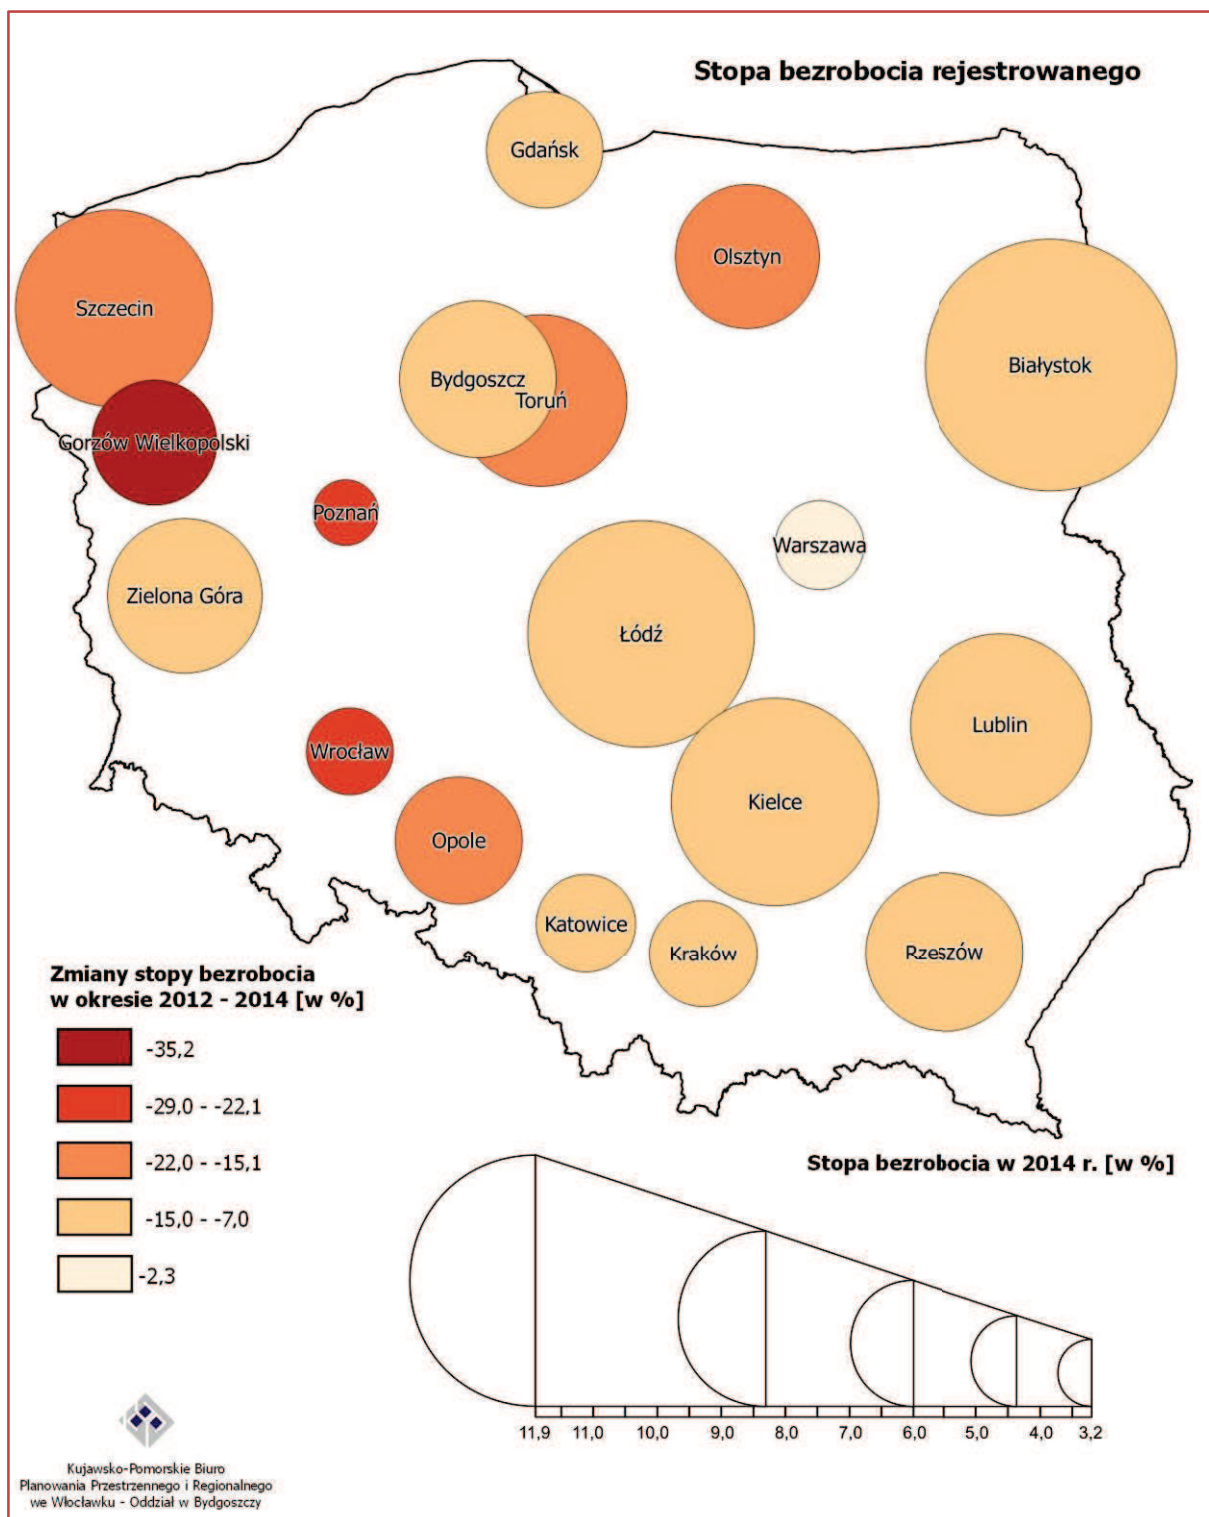 Stopa bezrobocia rejestrowanego
Gdańsk
Olsztyn
Szczecin
Białystok
Bydgoszcz
Toruń
Gorzów Wielkopolski
Poznań
Warszawa
Zielona Góra
Łódź
Lublin
Wrocław
Kielce
Opole
Katowice
Kraków
Rzeszów
Zmiany stopy bezrobocia
w okresie 2012 - 2014 [w %]
-35,2
-29,0 - -22,1
-22,0 - -15,1
-15,0 - -7,0
-2,3
Stopa bezrobocia w 2014 r. [w %]
11,9 11,0 10,0 9,0 8,0 7,0 6,0 5,0 4,0 3,2
Kujawsko-Pomorskie Biuro
Planowania Przestrzennego i Regionalnego
we Włocławku - Oddział w Bydgoszczy